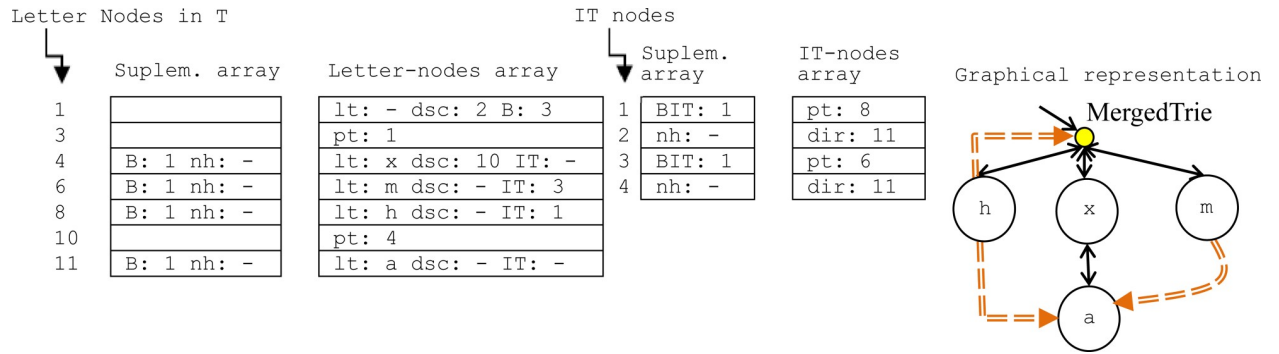 Letter Nodes in T
IT nodes
Suplem. array
Letter-nodes array
Suplem. array
IT-nodes array
Graphical representation
1 lt: - dsc: 2 B: 3
3 pt: 1
4 B: 1 nh: - lt: x dsc: 10 IT: -
6 B: 1 nh: - lt: m dsc: - IT: 3
8 B: 1 nh: - lt: h dsc: - IT: 1
10 pt: 4
11 B: 1 nh: - lt: a dsc: - IT: -
1 BIT: 1 pt: 8
2 nh: - dir: 11
3 BIT: 1 pt: 6
4 nh: - dir: 11
MergedTrie
h x m
a